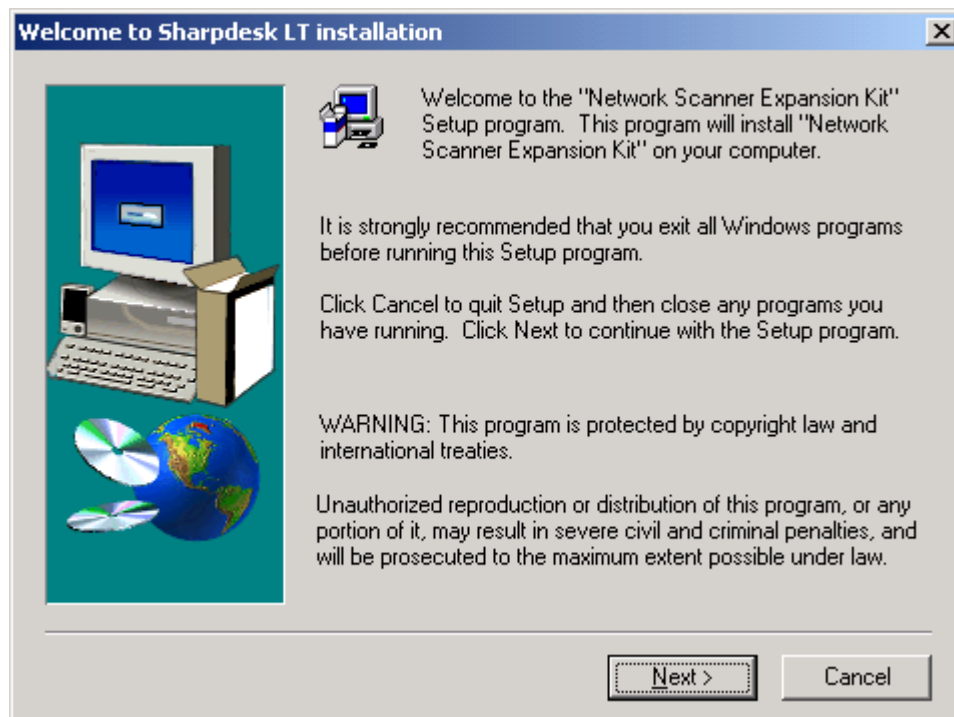 Welcome to Sharpdesk LT installation
Welcome to the "Network Scanner Expansion Kit"
Setup program.  This program will install "Network
Scanner Expansion Kit" on your computer.
It is strongly recommended that you exit all Windows programs
before running this Setup program.
Click Cancel to quit Setup and then close any programs you
have running.  Click Next to continue with the Setup program.
WARNING: This program is protected by copyright law and
international treaties.
Unauthorized reproduction or distribution of this program, or any
portion of it, may result in severe civil and criminal penalties, and
will be prosecuted to the maximum extent possible under law.
Next >
Cancel